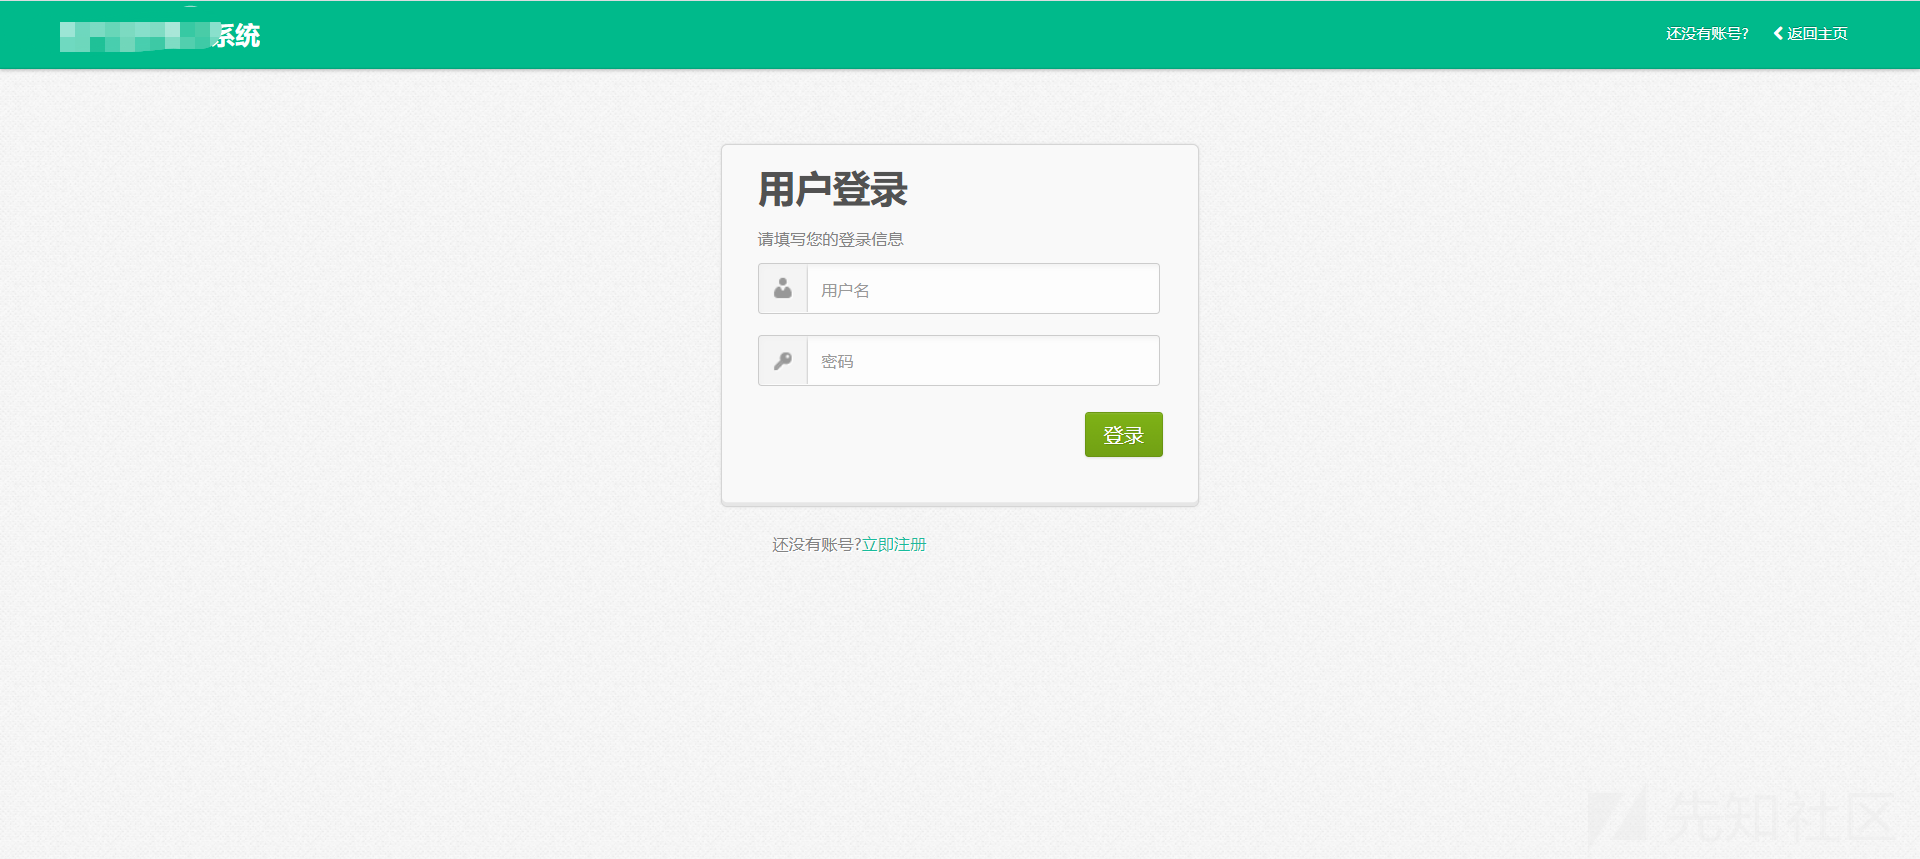 系统
还没有账号?
返回主页
用户登录
请填写您的登录信息
用户名
密码
登录
还没有账号?立即注册
先知社区